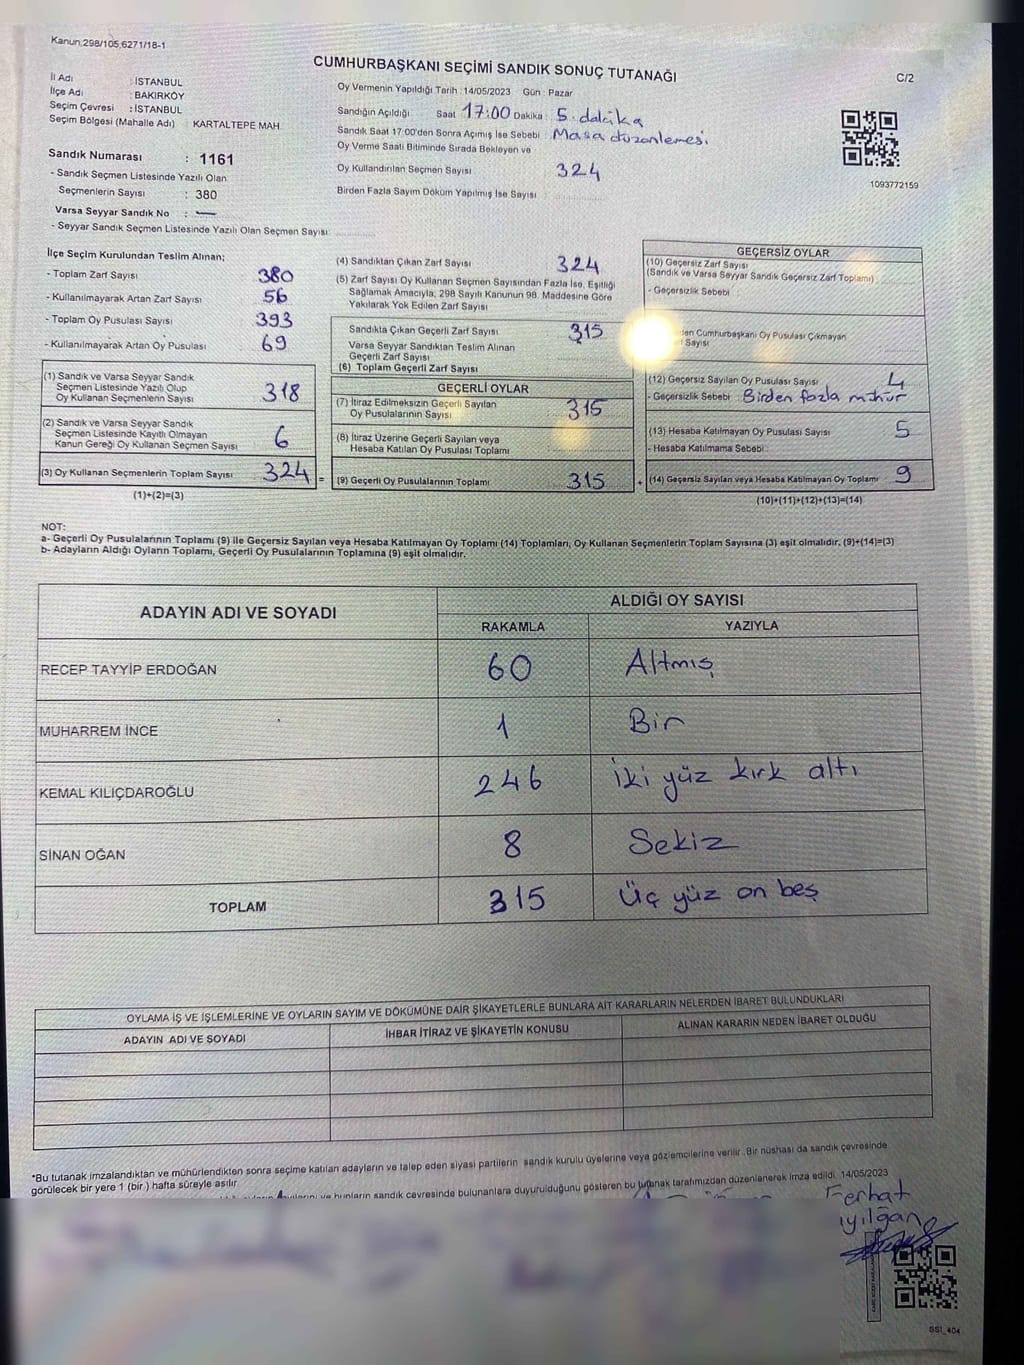 Kanun;298/105,6271/18-1
CUMHURBAŞKANI SEÇİMİ SANDIK SONUÇ TUTANAĞI
C/2
İl Adı : İSTANBUL
İlçe Adı : BAKIRKÖY
Seçim Çevresi : İSTANBUL
Seçim Bölgesi (Mahalle Adı) : KARTALTEPE MAH
Sandık Numarası : 1161
- Sandık Seçmen Listesinde Yazılı Olan
Seçmenlerin Sayısı : 380
Varsa Seyyar Sandık No : —
- Seyyar Sandık Seçmen Listesinde Yazılı Olan Seçmen Sayısı:
Oy Vermenin Yapıldığı Tarih :14/05/2023 Gün : Pazar
Sandığın Açıldığı Saat 17:00 Dakika : 5. dakika
Sandık Saat 17:00'den Sonra Açımış İse Sebebi : Masa düzenlemesi
Oy Verme Saati Bitiminde Sırada Bekleyen ve
Oy Kullandırılan Seçmen Sayısı 324
Birden Fazla Sayım Döküm Yapılmış İse Sayısı
1093772159
İlçe Seçim Kurulundan Teslim Alınan;
- Toplam Zarf Sayısı 380
- Kullanılmayarak Artan Zarf Sayısı 56
- Toplam Oy Pusulası Sayısı 393
- Kullanılmayarak Artan Oy Pusulası 69
(1) Sandık ve Varsa Seyyar Sandık
Seçmen Listesinde Yazılı Olup
Oy Kullanan Seçmenlerin Sayısı 318
(2) Sandık ve Varsa Seyyar Sandık
Seçmen Listesinde Kayıtlı Olmayan
Kanun Gereği Oy Kullanan Seçmen Sayısı 6
(3) Oy Kullanan Seçmenlerin Toplam Sayısı 324 =
(1)+(2)=(3)
(4) Sandıktan Çıkan Zarf Sayısı 324
(5) Zarf Sayısı Oy Kullanan Seçmen Sayısından Fazla İse, Eşitliği
Sağlamak Amacıyla, 298 Sayılı Kanunun 98. Maddesine Göre
Yakılarak Yok Edilen Zarf Sayısı
Sandıkta Çıkan Geçerli Zarf Sayısı 315
Varsa Seyyar Sandıktan Teslim Alınan
Geçerli Zarf Sayısı
(6) Toplam Geçerli Zarf Sayısı
GEÇERLİ OYLAR
(7) İtiraz Edilmeksizin Geçerli Sayılan
Oy Pusulalarının Sayısı 315
(8) İtiraz Üzerine Geçerli Sayılan veya
Hesaba Katılan Oy Pusulası Toplamı
(9) Geçerli Oy Pusulalarının Toplamı 315 +
GEÇERSİZ OYLAR
(10) Geçersiz Zarf Sayısı
(Sandık ve Varsa Seyyar Sandık Geçersiz Zarf Toplamı)
- Geçersizlik Sebebi :
Cumhurbaşkanı Oy Pusulası Çıkmayan
Sayısı
(12) Geçersiz Sayılan Oy Pusulası Sayısı 4
- Geçersizlik Sebebi : Birden fazla mühür
(13) Hesaba Katılmayan Oy Pusulası Sayısı 5
- Hesaba Katılmama Sebebi :
(14) Geçersiz Sayılan veya Hesaba Katılmayan Oy Toplamı 9
(10)+(11)+(12)+(13)=(14)
NOT:
a- Geçerli Oy Pusulalarının Toplamı (9) ile Geçersiz Sayılan veya Hesaba Katılmayan Oy Toplamı (14) Toplamları, Oy Kullanan Seçmenlerin Toplam Sayısına (3) eşit olmalıdır. (9)+(14)=(3)
b- Adayların Aldığı Oyların Toplamı, Geçerli Oy Pusulalarının Toplamına (9) eşit olmalıdır.
ADAYIN ADI VE SOYADI
ALDIĞI OY SAYISI
RAKAMLA YAZIYLA
RECEP TAYYİP ERDOĞAN 60 Altmış
MUHARREM İNCE 1 Bir
KEMAL KILIÇDAROĞLU 246 İki yüz kırk altı
SİNAN OĞAN 8 Sekiz
TOPLAM 315 Üç yüz on beş
OYLAMA İŞ VE İŞLEMLERİNE VE OYLARIN SAYIM VE DÖKÜMÜNE DAİR ŞİKAYETLERLE BUNLARA AİT KARARLARIN NELERDEN İBARET BULUNDUKLARI
ADAYIN ADI VE SOYADI İHBAR İTİRAZ VE ŞİKAYETİN KONUSU ALINAN KARARIN NEDEN İBARET OLDUĞU
*Bu tutanak imzalandıktan ve mühürlendikten sonra seçime katılan adayların ve talep eden siyasi partilerin sandık kurulu üyelerine veya gözlemcilerine verilir. Bir nüshası da sandık çevresinde
görülecek bir yere 1 (bir) hafta süreyle asılır.
ve bunların sandık çevresinde bulunanlara duyurulduğunu gösteren bu tutanak tarafımızdan düzenlenerek imza edildi. 14/05/2023
Ferhat
iyilğan
SSI_404